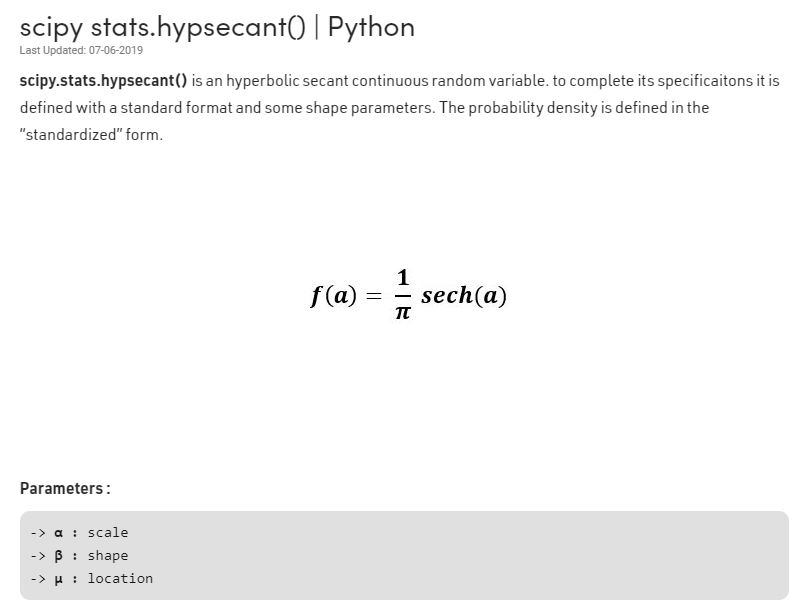 scipy stats.hypsecant() | Python
Last Updated: 07-06-2019
scipy.stats.hypsecant() is an hyperbolic secant continuous random variable. to complete its specificaitons it is
defined with a standard format and some shape parameters. The probability density is defined in the
“standardized” form.
f(a) = 1/π sech(a)
Parameters :
-> α : scale
-> β : shape
-> μ : location